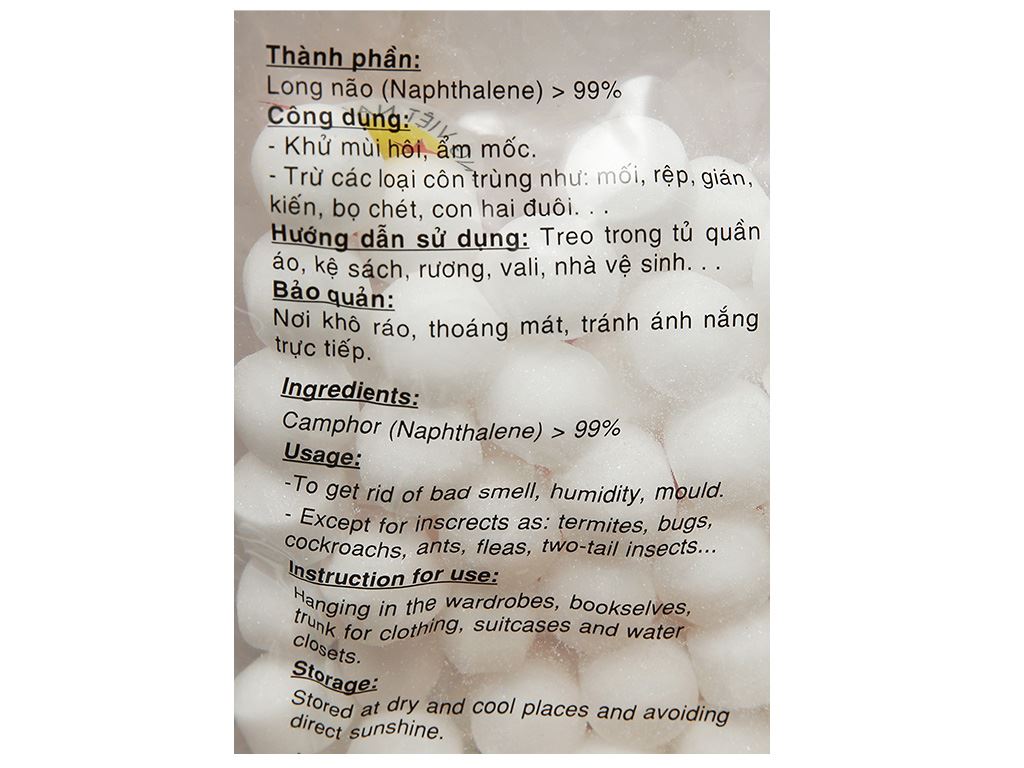 Thành phần:
Long não (Naphthalene) > 99%
Công dụng:
- Khử mùi hôi, ẩm mốc.
- Trừ các loại côn trùng như: mối, rệp, gián,
kiến, bọ chét, con hai đuôi. . .
Hướng dẫn sử dụng: Treo trong tủ quần
áo, kệ sách, rương, vali, nhà vệ sinh. . .
Bảo quản:
Nơi khô ráo, thoáng mát, tránh ánh nắng
trực tiếp.
Ingredients:
Camphor (Naphthalene) > 99%
Usage:
-To get rid of bad smell, humidity, mould.
- Except for inscrects as: termites, bugs,
cockroachs, ants, fleas, two-tail insects...
Instruction for use:
Hanging in the wardrobes, bookselves,
trunk for clothing, suitcases and water
closets.
Storage:
Stored at dry and cool places and avoiding
direct sunshine.